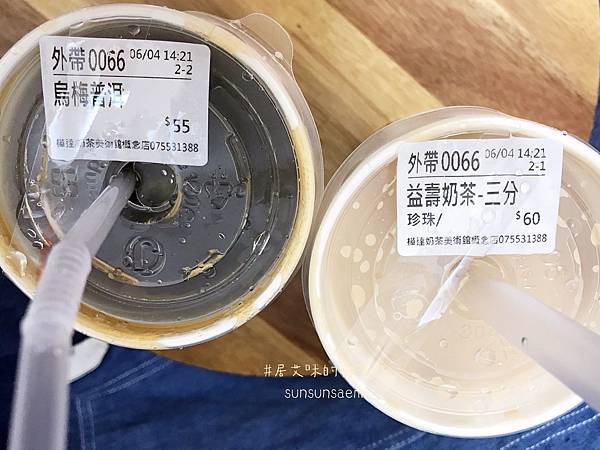 外帶0066 06/04 14:21
2-2
烏梅普洱
$55
樸達奶茶美術館概念店075531388
外帶0066 06/04 14:21
2-1
益壽奶茶-三分
珍珠/ $60
樸達奶茶美術館概念店075531388
#居艾味的
sunsunsaem